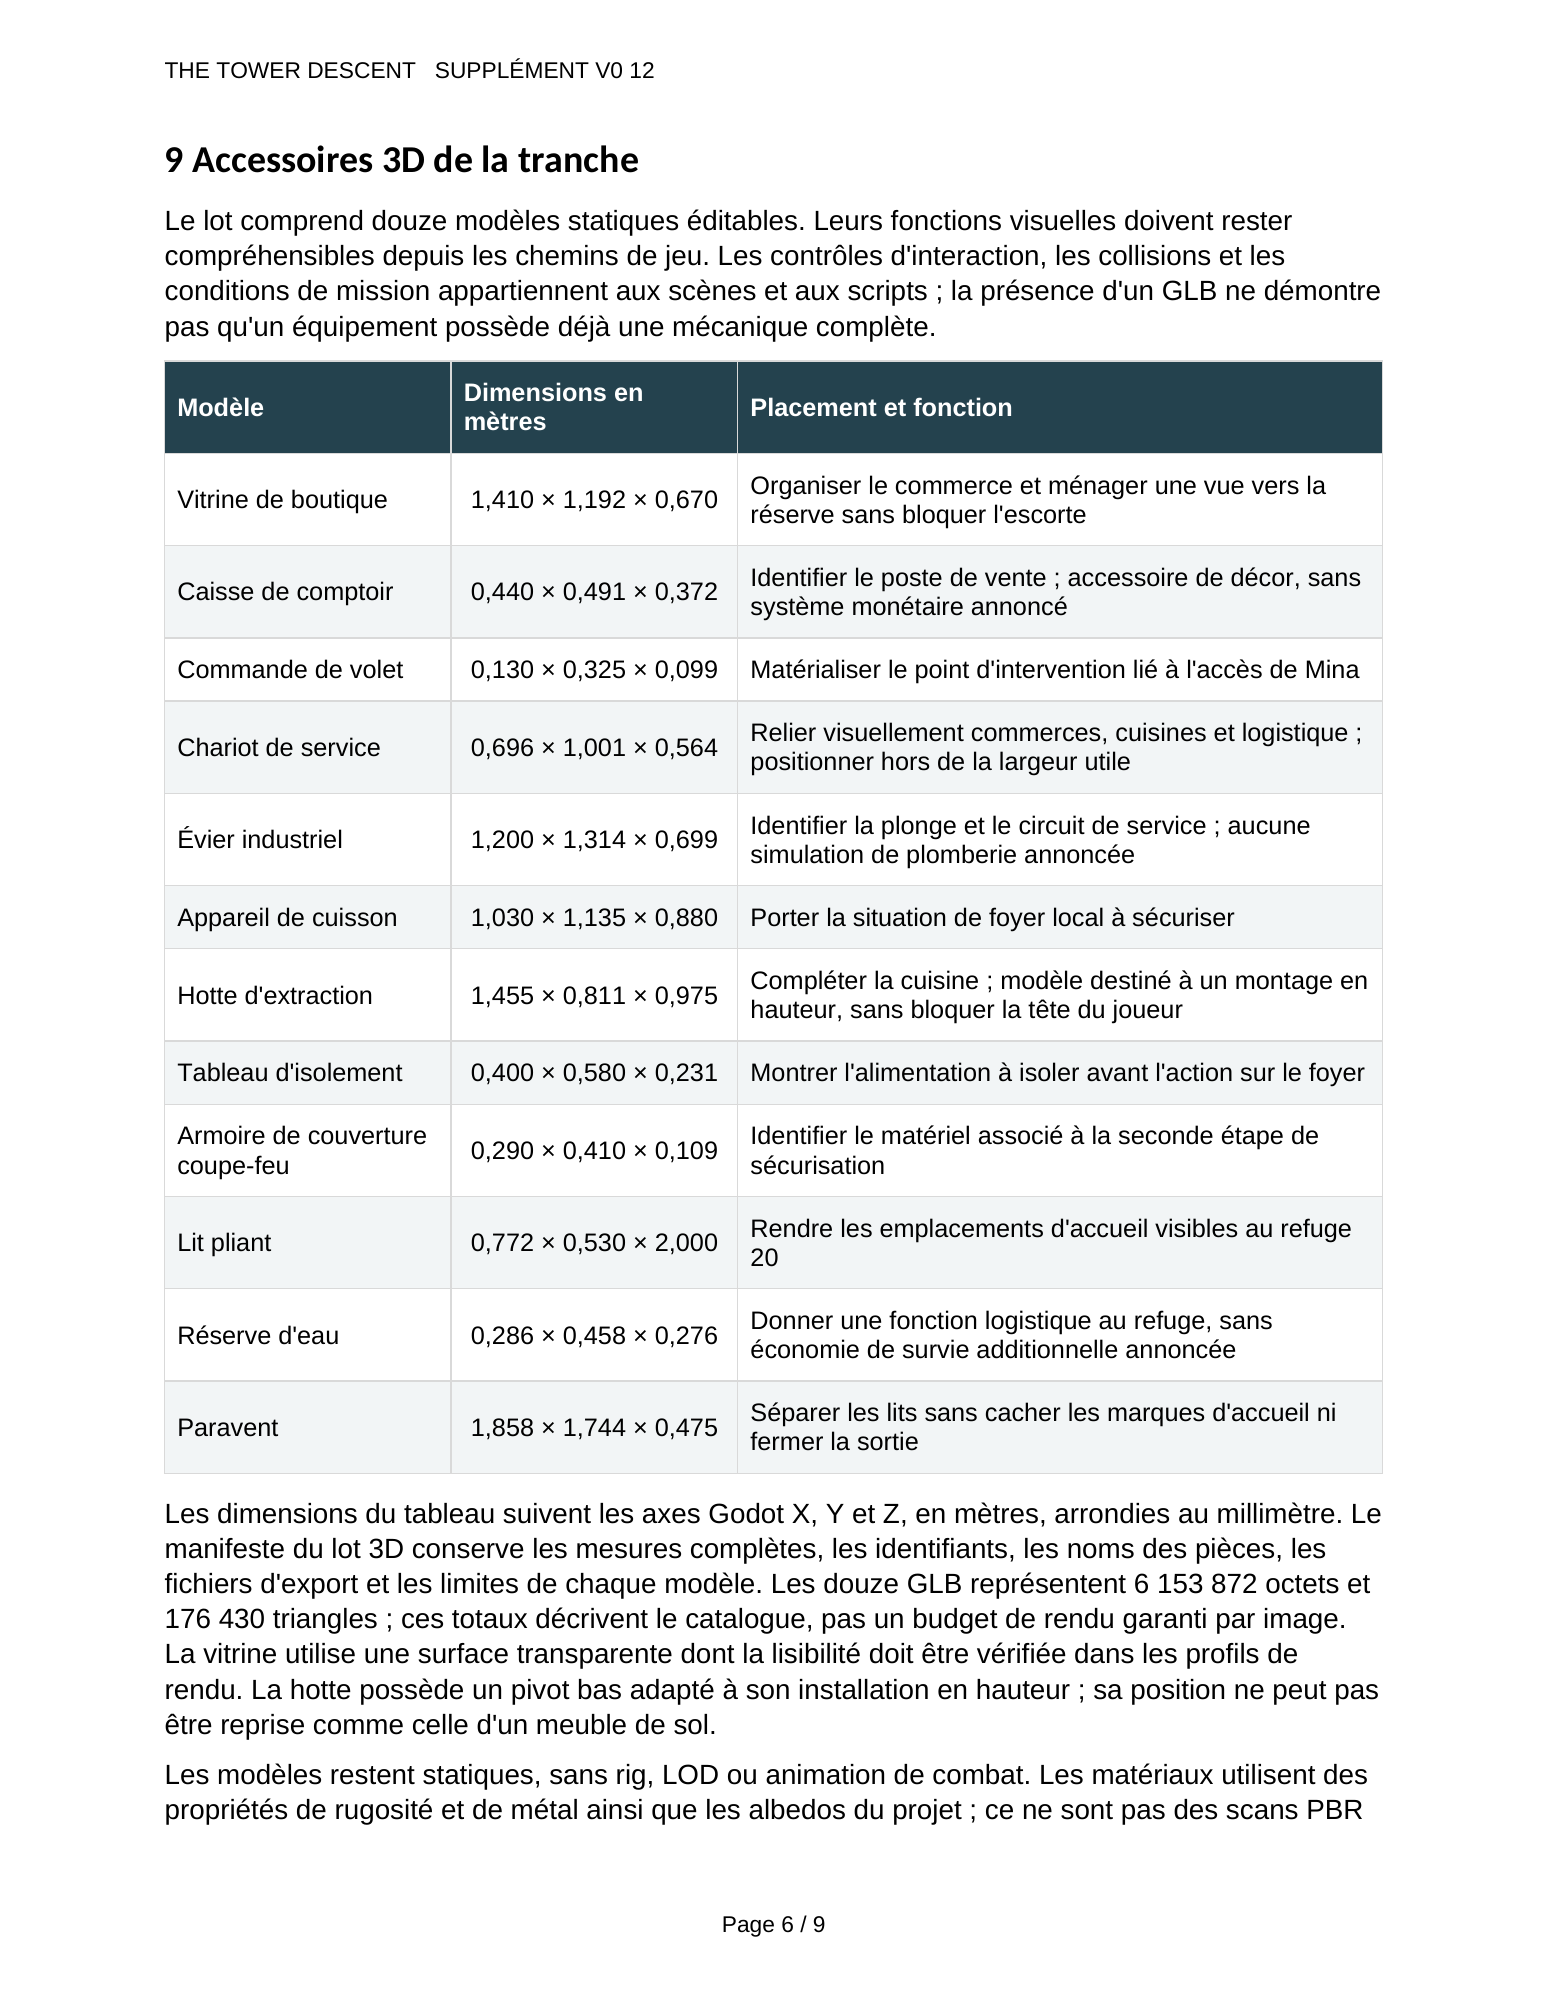 THE TOWER DESCENT   SUPPLÉMENT V0 12
9 Accessoires 3D de la tranche
Le lot comprend douze modèles statiques éditables. Leurs fonctions visuelles doivent rester
compréhensibles depuis les chemins de jeu. Les contrôles d'interaction, les collisions et les
conditions de mission appartiennent aux scènes et aux scripts ; la présence d'un GLB ne démontre
pas qu'un équipement possède déjà une mécanique complète.
Modèle
Dimensions en
mètres
Placement et fonction
Vitrine de boutique
1,410 × 1,192 × 0,670
Organiser le commerce et ménager une vue vers la
réserve sans bloquer l'escorte
Caisse de comptoir
0,440 × 0,491 × 0,372
Identifier le poste de vente ; accessoire de décor, sans
système monétaire annoncé
Commande de volet
0,130 × 0,325 × 0,099
Matérialiser le point d'intervention lié à l'accès de Mina
Chariot de service
0,696 × 1,001 × 0,564
Relier visuellement commerces, cuisines et logistique ;
positionner hors de la largeur utile
Évier industriel
1,200 × 1,314 × 0,699
Identifier la plonge et le circuit de service ; aucune
simulation de plomberie annoncée
Appareil de cuisson
1,030 × 1,135 × 0,880
Porter la situation de foyer local à sécuriser
Hotte d'extraction
1,455 × 0,811 × 0,975
Compléter la cuisine ; modèle destiné à un montage en
hauteur, sans bloquer la tête du joueur
Tableau d'isolement
0,400 × 0,580 × 0,231
Montrer l'alimentation à isoler avant l'action sur le foyer
Armoire de couverture
coupe-feu
0,290 × 0,410 × 0,109
Identifier le matériel associé à la seconde étape de
sécurisation
Lit pliant
0,772 × 0,530 × 2,000
Rendre les emplacements d'accueil visibles au refuge
20
Réserve d'eau
0,286 × 0,458 × 0,276
Donner une fonction logistique au refuge, sans
économie de survie additionnelle annoncée
Paravent
1,858 × 1,744 × 0,475
Séparer les lits sans cacher les marques d'accueil ni
fermer la sortie
Les dimensions du tableau suivent les axes Godot X, Y et Z, en mètres, arrondies au millimètre. Le
manifeste du lot 3D conserve les mesures complètes, les identifiants, les noms des pièces, les
fichiers d'export et les limites de chaque modèle. Les douze GLB représentent 6 153 872 octets et
176 430 triangles ; ces totaux décrivent le catalogue, pas un budget de rendu garanti par image.
La vitrine utilise une surface transparente dont la lisibilité doit être vérifiée dans les profils de
rendu. La hotte possède un pivot bas adapté à son installation en hauteur ; sa position ne peut pas
être reprise comme celle d'un meuble de sol.
Les modèles restent statiques, sans rig, LOD ou animation de combat. Les matériaux utilisent des
propriétés de rugosité et de métal ainsi que les albedos du projet ; ce ne sont pas des scans PBR
Page 6 / 9